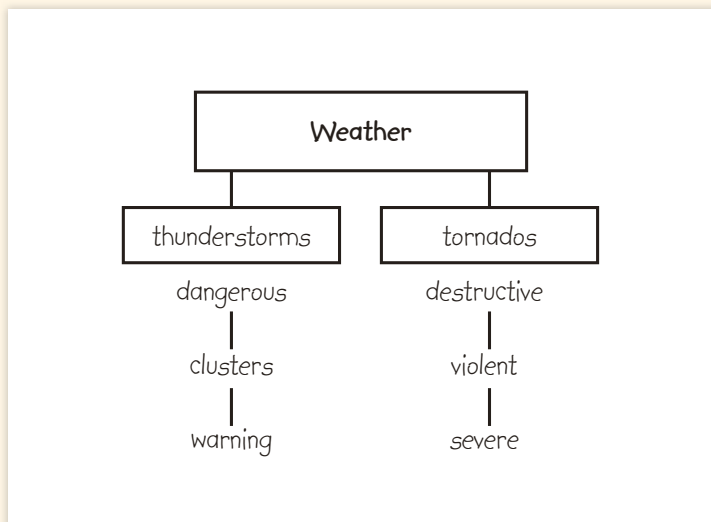 Weather
thunderstorms
tornados
dangerous
destructive
clusters
violent
warning
severe